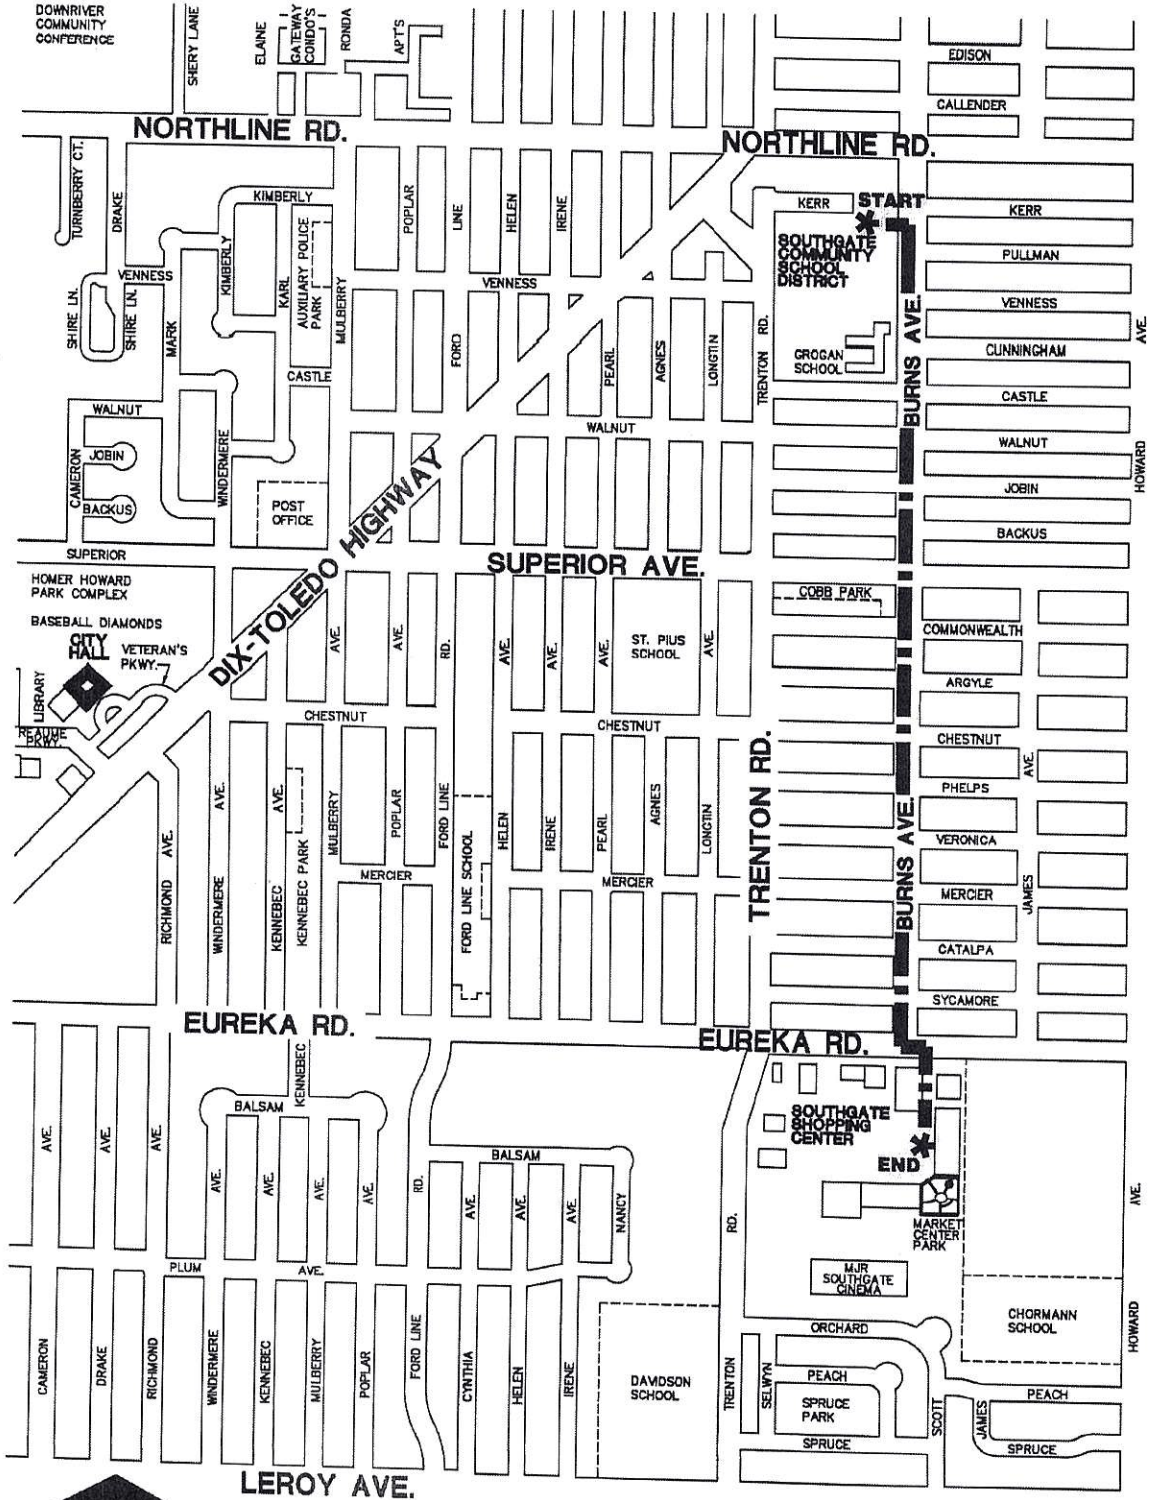 DOWNRIVER
COMMUNITY
CONFERENCE
SHERY LANE
ELAINE
GATEWAY
CONDO'S
RONDA
APT'S
EDISON
CALLENDER
NORTHLINE RD.
NORTHLINE RD.
TURNBERRY CT.
DRAKE
KIMBERLY
KIMBERLY
KARL
AUXILIARY POLICE
PARK
MULBERRY
POPLAR
LINE
HELEN
IRENE
KERR
START
KERR
SOUTHGATE
COMMUNITY
SCHOOL
DISTRICT
PULLMAN
VENNESS
VENNESS
VENNESS
SHIRE LN.
SHIRE LN.
MARK
FORD
PEARL
AGNES
LONGTIN
TRENTON RD.
GROGAN
SCHOOL
BURNS AVE.
CUNNINGHAM
AVE.
CASTLE
CASTLE
WALNUT
WALNUT
WALNUT
CAMERON
JOBIN
BACKUS
WINDERMERE
JOBIN
HOWARD
BACKUS
POST
OFFICE
DIX-TOLEDO HIGHWAY
SUPERIOR
SUPERIOR AVE.
HOMER HOWARD
PARK COMPLEX
BASEBALL DIAMONDS
CITY
HALL
VETERAN'S
PKWY.
LIBRARY
REAUME
PKWY.
AVE.
AVE.
RD.
AVE.
AVE.
AVE.
ST. PIUS
SCHOOL
AVE.
COBB PARK
COMMONWEALTH
ARGYLE
CHESTNUT
CHESTNUT
CHESTNUT
AVE.
PHELPS
VERONICA
RICHMOND AVE.
WINDERMERE AVE.
KENNEBEC AVE.
KENNEBEC PARK
MULBERRY
POPLAR
FORD LINE
FORD LINE SCHOOL
HELEN
IRENE
PEARL
AGNES
LONGTIN
TRENTON RD.
BURNS AVE.
JAMES
MERCIER
MERCIER
MERCIER
CATALPA
SYCAMORE
EUREKA RD.
EUREKA RD.
KENNEBEC
BALSAM
BALSAM
AVE.
AVE.
AVE.
AVE.
AVE.
AVE.
AVE.
RD.
AVE.
AVE.
AVE.
NANCY
RD.
SOUTHGATE
SHOPPING
CENTER
END
MARKET
CENTER
PARK
AVE.
PLUM AVE.
MJR
SOUTHGATE
CINEMA
ORCHARD
CHORMANN
SCHOOL
HOWARD
CAMERON
DRAKE
RICHMOND
WINDERMERE
KENNEBEC
MULBERRY
POPLAR
FORD LINE
CYNTHIA
HELEN
IRENE
DAVIDSON
SCHOOL
TRENTON
SELWYN
PEACH
SPRUCE
PARK
SPRUCE
SCOTT
JAMES
PEACH
SPRUCE
LEROY AVE.